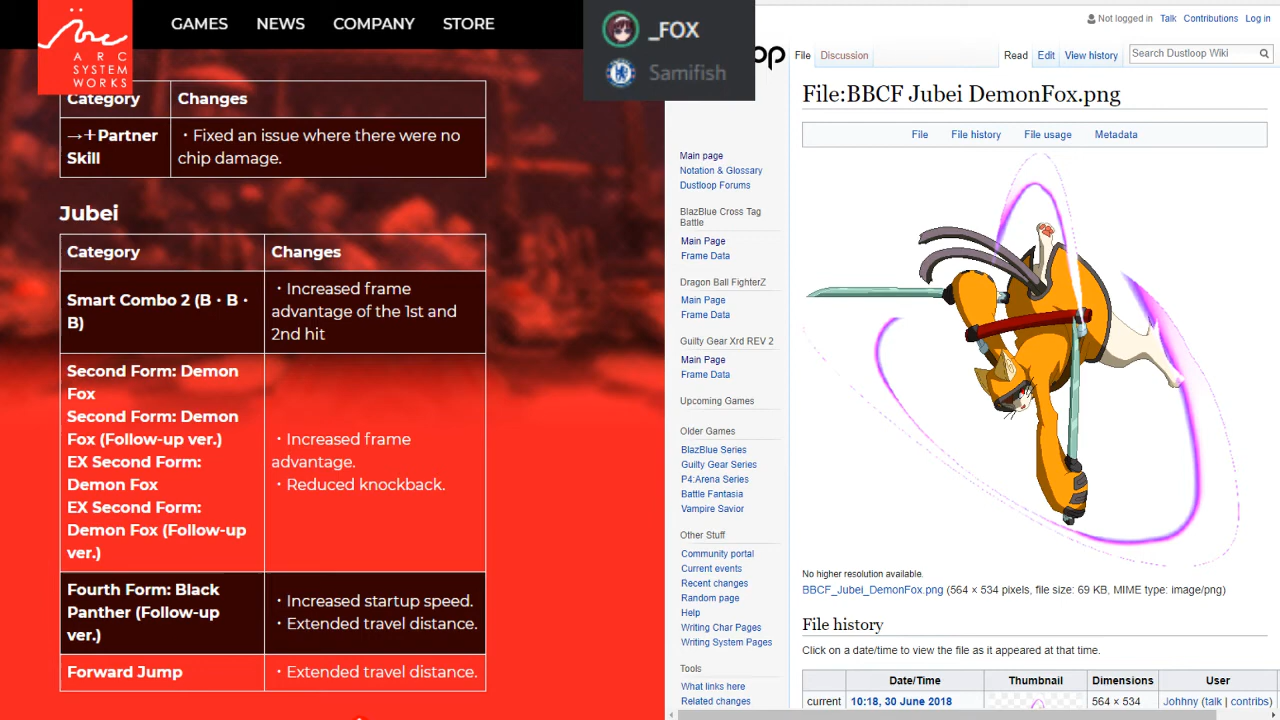 ARC
SYSTEM
WORKS
GAMES NEWS COMPANY STORE
Category Changes
→+Partner
Skill
・Fixed an issue where there were no
chip damage.
Jubei
Category Changes
Smart Combo 2 (B・B・
B)
・Increased frame
advantage of the 1st and
2nd hit
Second Form: Demon
Fox
Second Form: Demon
Fox (Follow-up ver.)
EX Second Form:
Demon Fox
EX Second Form:
Demon Fox (Follow-up
ver.)
・Increased frame
advantage.
・Reduced knockback.
Fourth Form: Black
Panther (Follow-up
ver.)
・Increased startup speed.
・Extended travel distance.
Forward Jump
・Extended travel distance.
_FOX
Samifish
Not logged in Talk Contributions Log in
File Discussion Read Edit View history Search Dustloop Wiki
File:BBCF Jubei DemonFox.png
File File history File usage Metadata
Main page
Notation & Glossary
Dustloop Forums
BlazBlue Cross Tag
Battle
Main Page
Frame Data
Dragon Ball FighterZ
Main Page
Frame Data
Guilty Gear Xrd REV 2
Main Page
Frame Data
Upcoming Games
Older Games
BlazBlue Series
Guilty Gear Series
P4:Arena Series
Battle Fantasia
Vampire Savior
Other Stuff
Community portal
Current events
Recent changes
Random page
Help
Writing Char Pages
Writing System Pages
Tools
What links here
Related changes
No higher resolution available.
BBCF_Jubei_DemonFox.png (564 × 534 pixels, file size: 69 KB, MIME type: image/png)
File history
Click on a date/time to view the file as it appeared at that time.
Date/Time Thumbnail Dimensions User
current 10:18, 30 June 2018 564 × 534 Johhny (talk | contribs)